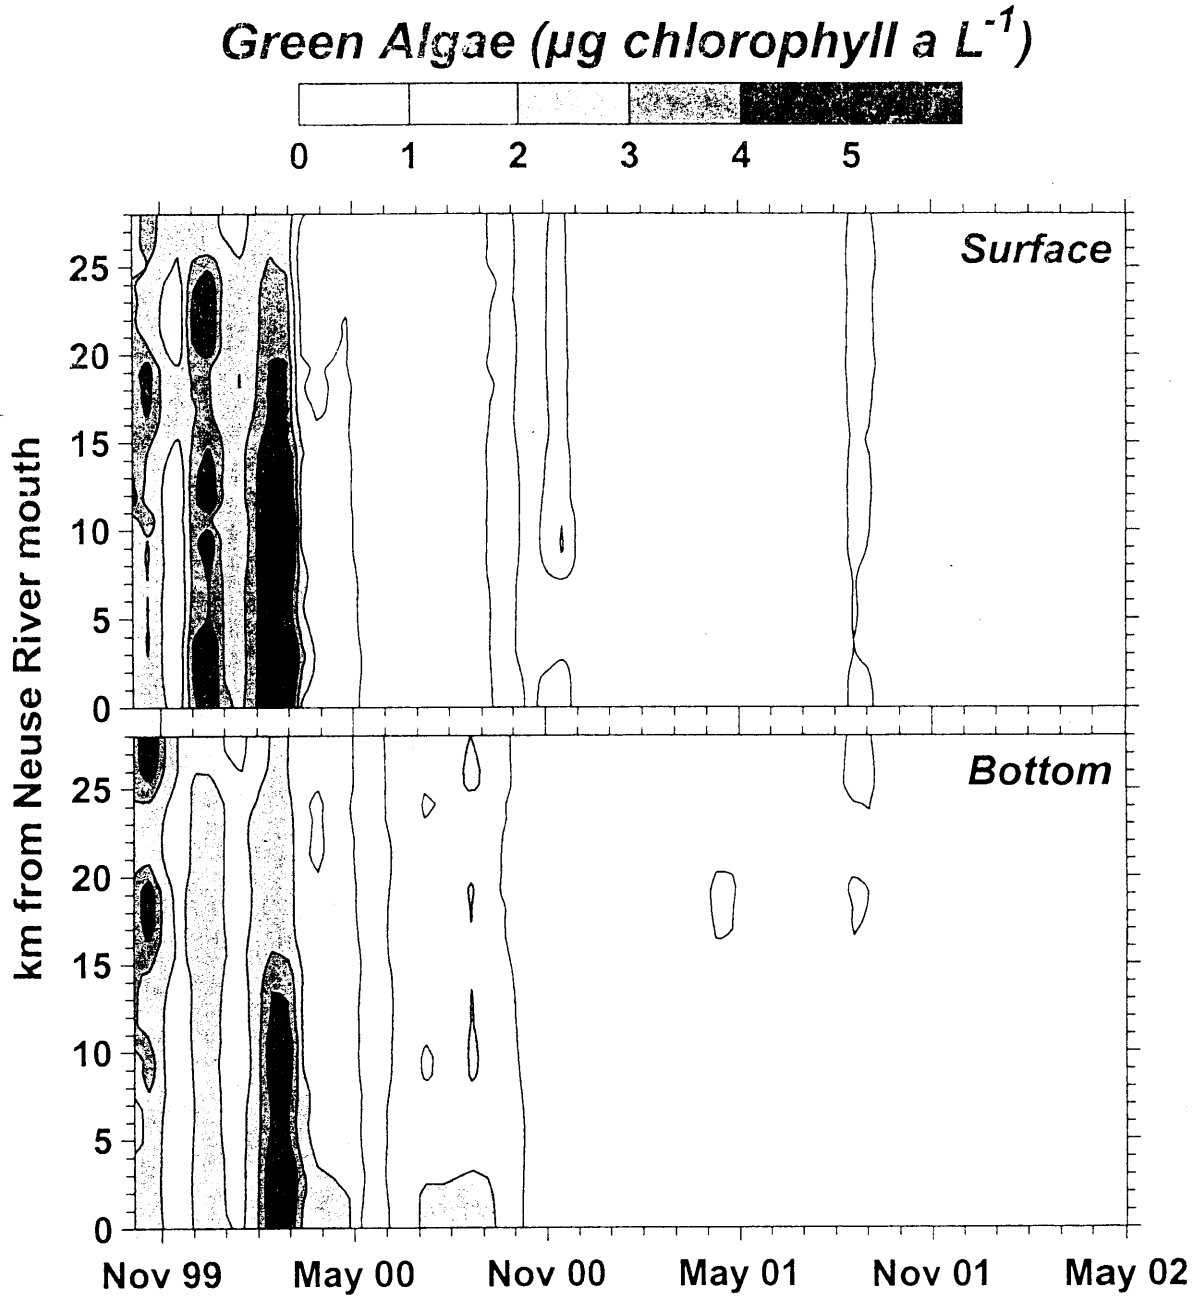 Green Algae (µg chlorophyll a L⁻¹)
0 1 2 3 4 5
Surface
25
20
15
10
5
0
km from Neuse River mouth
Bottom
25
20
15
10
5
0
Nov 99 May 00 Nov 00 May 01 Nov 01 May 02